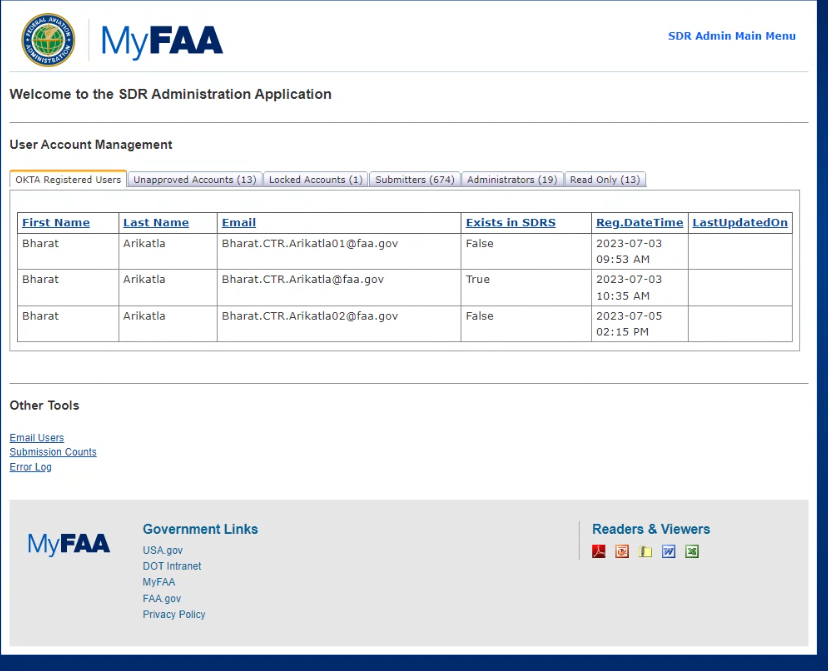 FEDERAL AVIATION ADMINISTRATION
MyFAA
SDR Admin Main Menu
Welcome to the SDR Administration Application
User Account Management
OKTA Registered Users Unapproved Accounts (13) Locked Accounts (1) Submitters (674) Administrators (19) Read Only (13)
First Name Last Name Email Exists in SDRS Reg.DateTime LastUpdatedOn
Bharat Arikatla Bharat.CTR.Arikatla01@faa.gov False 2023-07-03
09:53 AM
Bharat Arikatla Bharat.CTR.Arikatla@faa.gov True 2023-07-03
10:35 AM
Bharat Arikatla Bharat.CTR.Arikatla02@faa.gov False 2023-07-05
02:15 PM
Other Tools
Email Users
Submission Counts
Error Log
MyFAA
Government Links
USA.gov
DOT Intranet
MyFAA
FAA.gov
Privacy Policy
Readers & Viewers